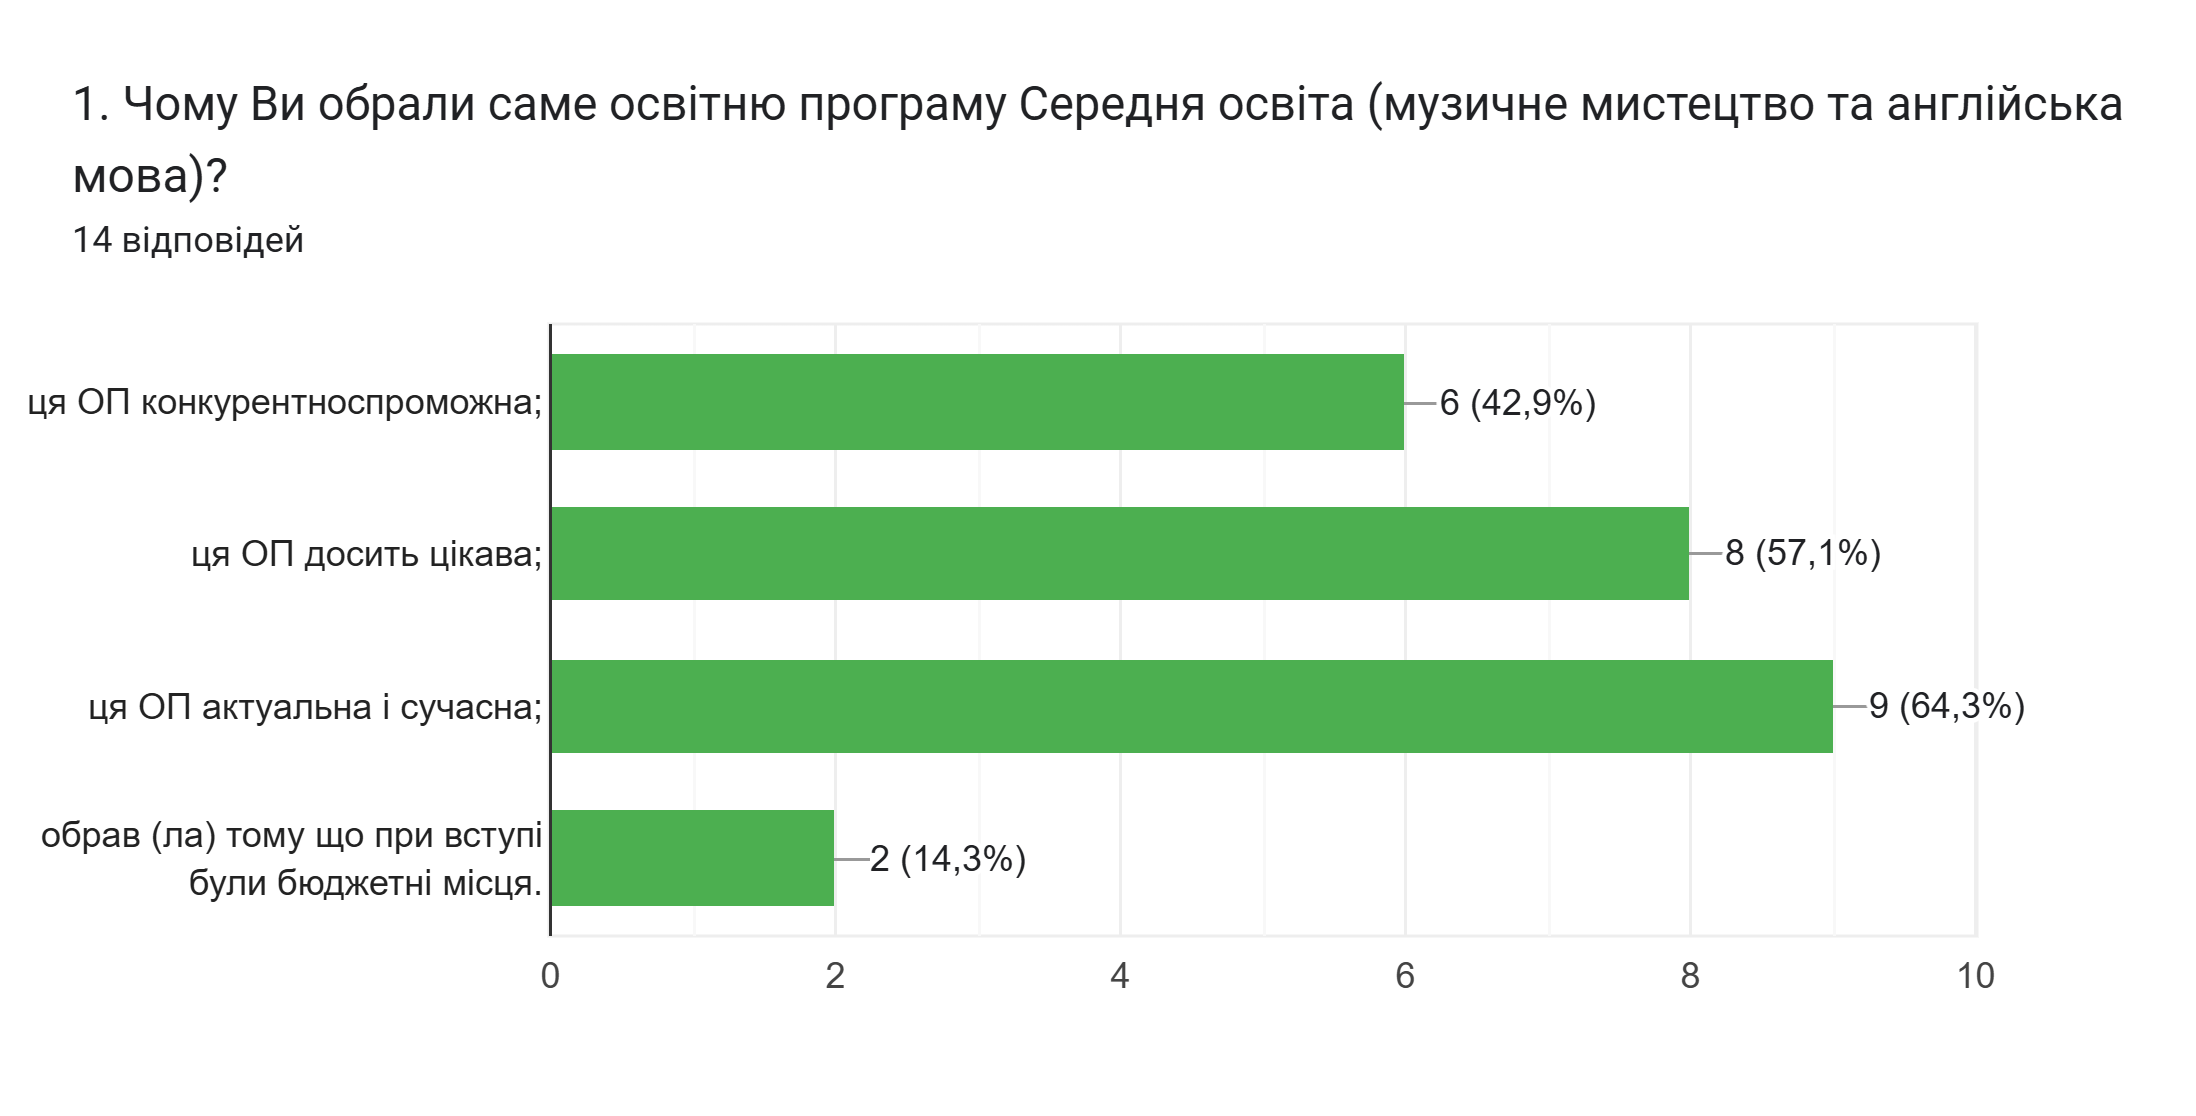 1. Чому Ви обрали саме освітню програму Середня освіта (музичне мистецтво та англійська
мова)?
14 відповідей
ця ОП конкурентноспроможна;
6 (42,9%)
ця ОП досить цікава;
8 (57,1%)
ця ОП актуальна і сучасна;
9 (64,3%)
обрав (ла) тому що при вступі
були бюджетні місця.
2 (14,3%)
0 2 4 6 8 10